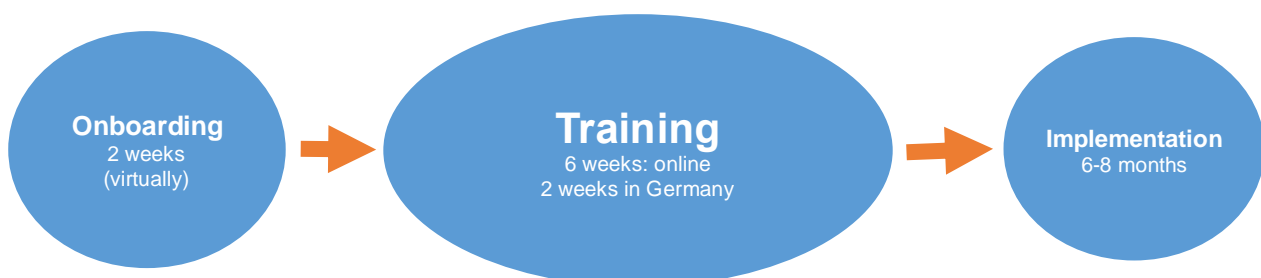 Onboarding
2 weeks
(virtually)
Training
6 weeks: online
2 weeks in Germany
Implementation
6-8 months